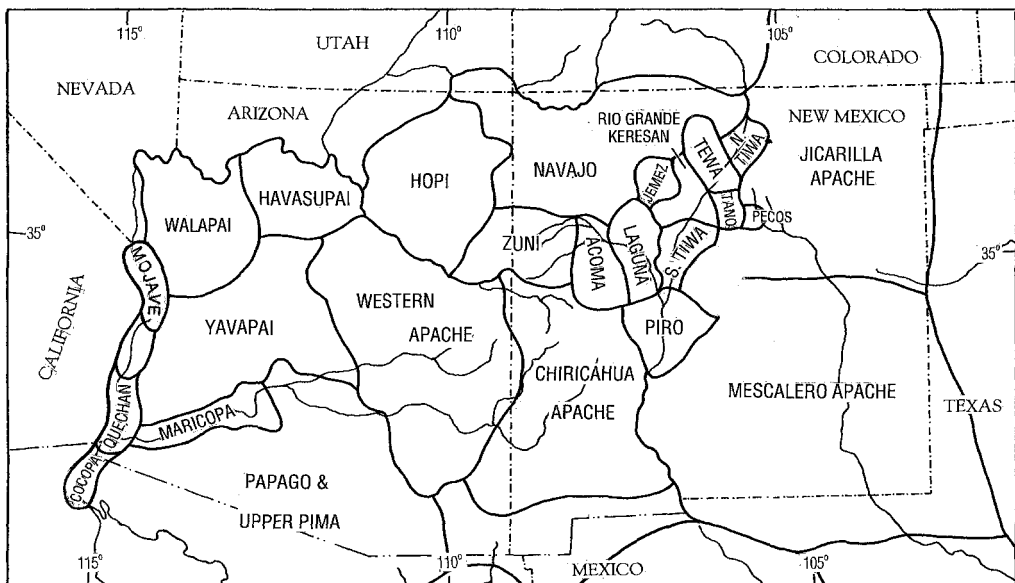 115°
110°
105°
UTAH
COLORADO
NEVADA
ARIZONA
NEW MEXICO
RIO GRANDE
KERESAN
TEWA
N. TIWA
JICARILLA
APACHE
NAVAJO
HOPI
JEMEZ
HAVASUPAI
WALAPAI
TANO
PECOS
35°
ZUNI
ACOMA
LAGUNA
S. TIWA
35°
MOJAVE
CALIFORNIA
WESTERN
APACHE
YAVAPAI
PIRO
CHIRICAHUA
APACHE
MESCALERO APACHE
TEXAS
QUECHAN
MARICOPA
COCOPA
PAPAGO &
UPPER PIMA
115°
110°
MEXICO
105°